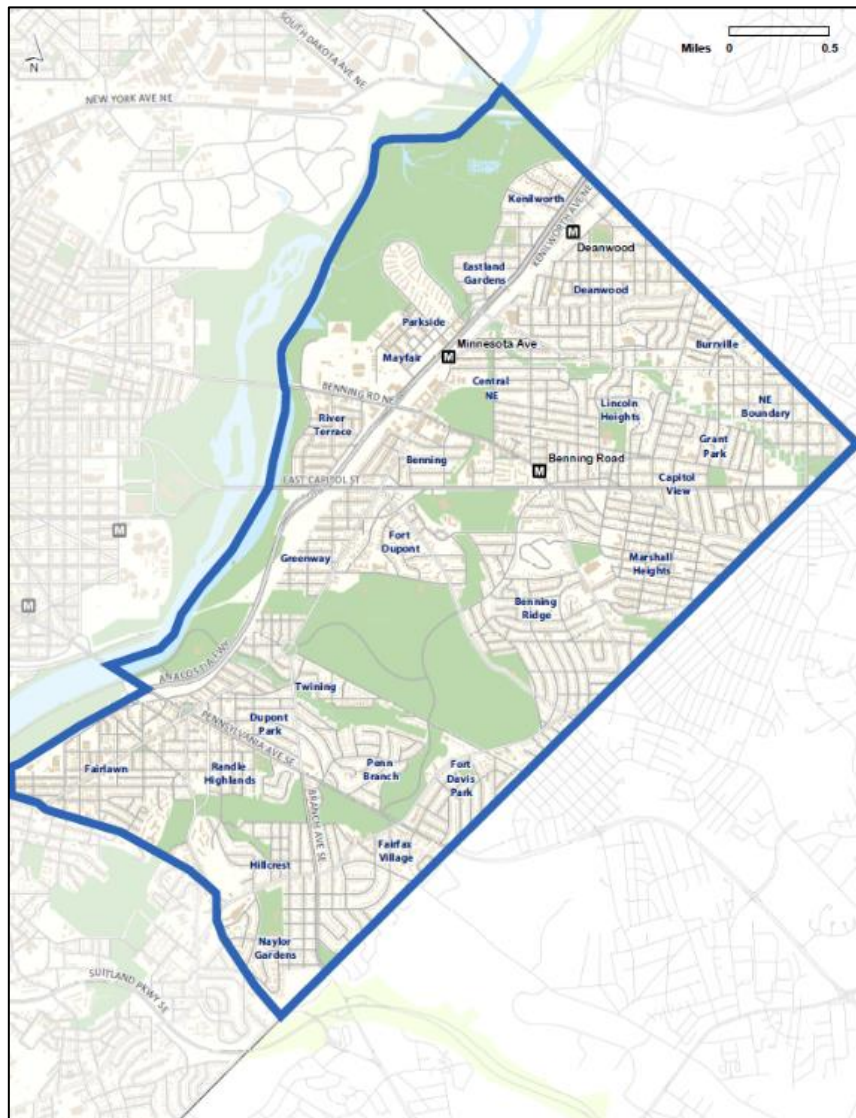 SOUTH DAKOTA AVE NE
Miles 0 0.5
N
NEW YORK AVE NE
Kenilworth
KENILWORTH AVE NE
M
Deanwood
Eastland
Gardens
Deanwood
Parkside
Minnesota Ave
M
Mayfair
Burrville
Central
NE
BENNING RD NE
Lincoln
Heights
NE
Boundary
River
Terrace
Grant
Park
Benning
Benning Road
M
EAST CAPITOL ST
Capitol
View
M
Fort
Dupont
Greenway
Marshall
Heights
M
Benning
Ridge
ANACOSTIA FWY
Twining
PENNSYLVANIA AVE SE
Dupont
Park
Fairlawn
Randle
Highlands
Penn
Branch
Fort
Davis
Park
BRANCH AVE SE
Fairfax
Village
Hillcrest
Naylor
Gardens
SUITLAND PKWY SE